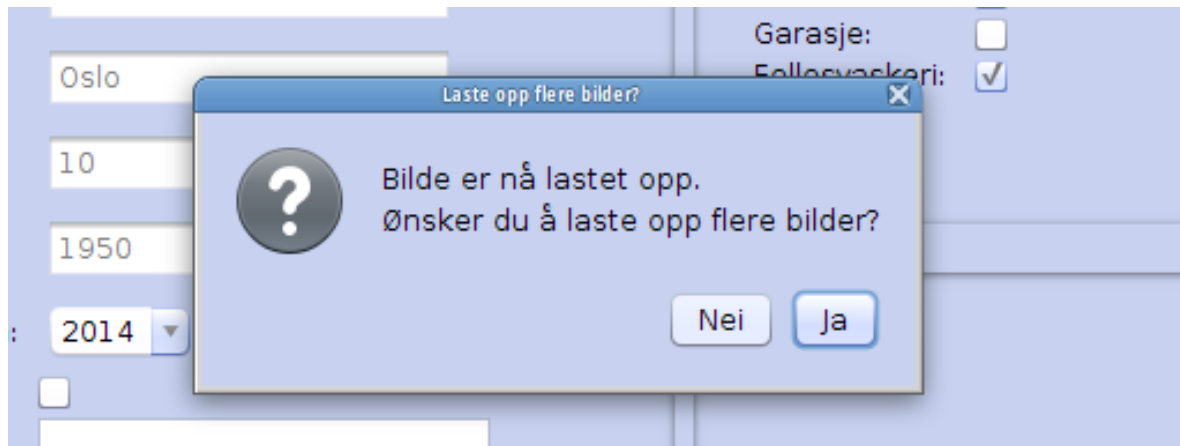 Garasje:
Oslo
Fellesvaskeri:
Laste opp flere bilder?
10
Bilde er nå lastet opp.
Ønsker du å laste opp flere bilder?
1950
Nei
Ja
2014